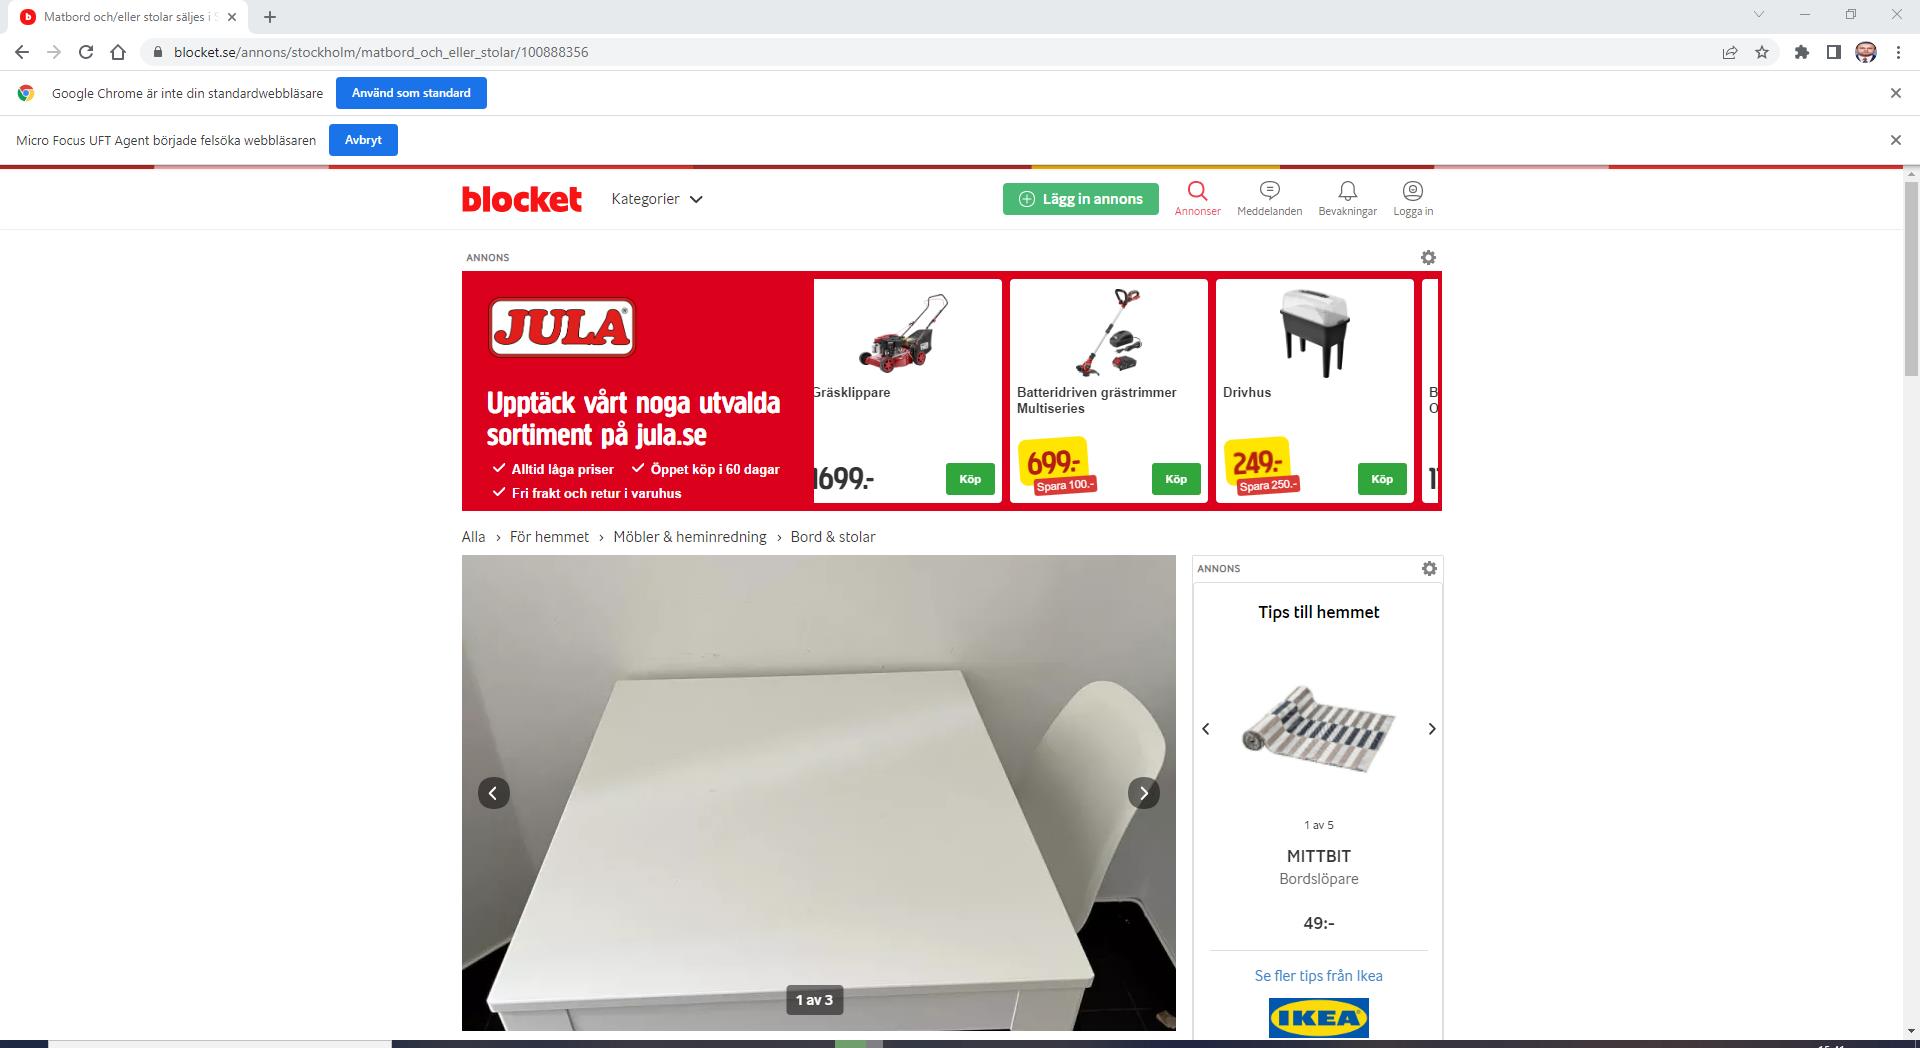 Matbord och/eller stolar säljes i
blocket.se/annons/stockholm/matbord_och_eller_stolar/100888356
Google Chrome är inte din standardwebbläsare
Använd som standard
Micro Focus UFT Agent började felsöka webbläsaren
Avbryt
blocket
Kategorier
Lägg in annons
Annonser
Meddelanden
Bevakningar
Logga in
ANNONS
JULA®
Upptäck vårt noga utvalda
sortiment på jula.se
Alltid låga priser
Öppet köp i 60 dagar
Fri frakt och retur i varuhus
Gräsklippare
1699.-
Köp
Batteridriven grästrimmer
Multiseries
699.-
Spara 100.-
Köp
Drivhus
249.-
Spara 250.-
Köp
B
O
Alla › För hemmet › Möbler & heminredning › Bord & stolar
1 av 3
ANNONS
Tips till hemmet
1 av 5
MITTBIT
Bordslöpare
49:-
Se fler tips från Ikea
IKEA